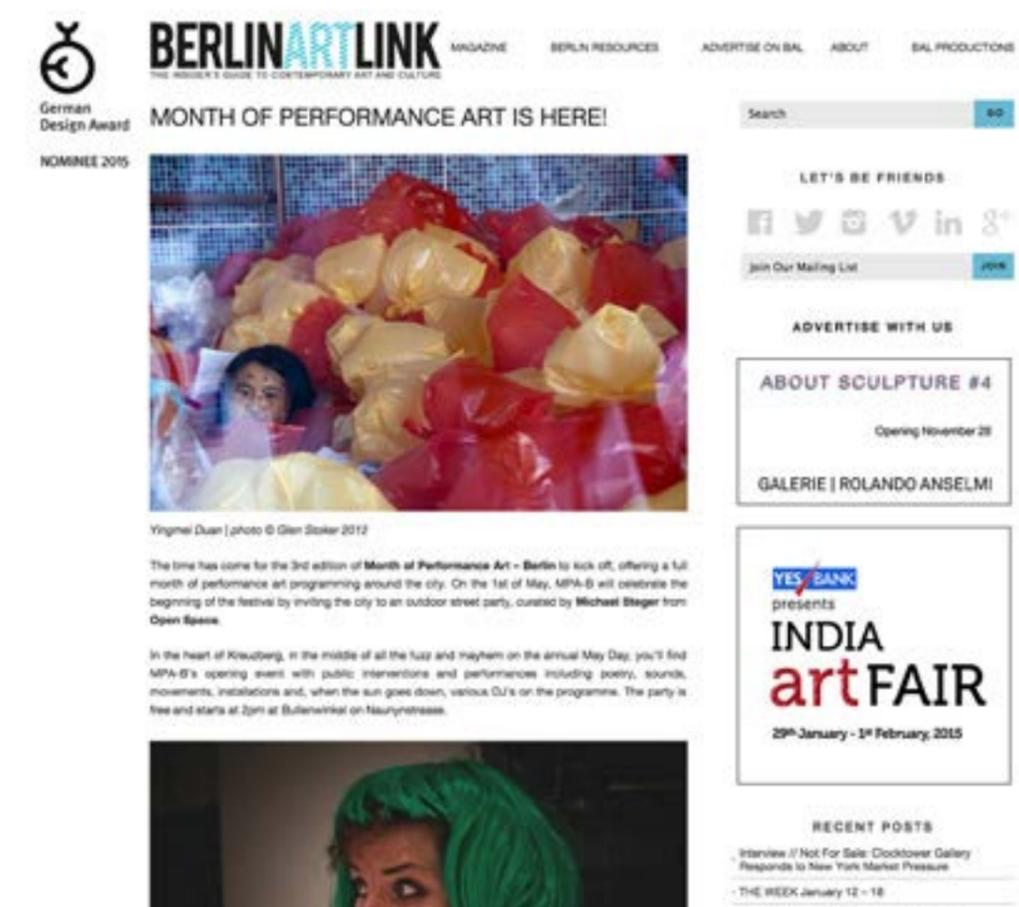 German
Design Award
NOMINEE 2015
BERLINARTLINK
THE INSIDER'S GUIDE TO CONTEMPORARY ART AND CULTURE
MAGAZINE
BERLIN RESOURCES
ADVERTISE ON BAL
ABOUT
BAL PRODUCTIONS
MONTH OF PERFORMANCE ART IS HERE!
Yingmei Duan | photo © Glen Stoker 2012
The time has come for the 3rd edition of Month of Performance Art – Berlin to kick off, offering a full
month of performance art programming around the city. On the 1st of May, MPA-B will celebrate the
beginning of the festival by inviting the city to an outdoor street party, curated by Michael Steger from
Open Space.
In the heart of Kreuzberg, in the middle of all the fuzz and mayhem on the annual May Day, you'll find
MPA-B's opening event with public interventions and performances including poetry, sounds,
movements, installations and, when the sun goes down, various DJ's on the programme. The party is
free and starts at 2pm at Bullenwinkel on Naunynstrasse.
Search
GO
LET'S BE FRIENDS
Join Our Mailing List
JOIN
ADVERTISE WITH US
ABOUT SCULPTURE #4
Opening November 28
GALERIE | ROLANDO ANSELMI
YES BANK
presents
INDIA
art FAIR
29th January - 1st February, 2015
RECENT POSTS
Interview // Not For Sale: Clocktower Gallery
Responds to New York Market Pressure
THE WEEK January 12 – 18